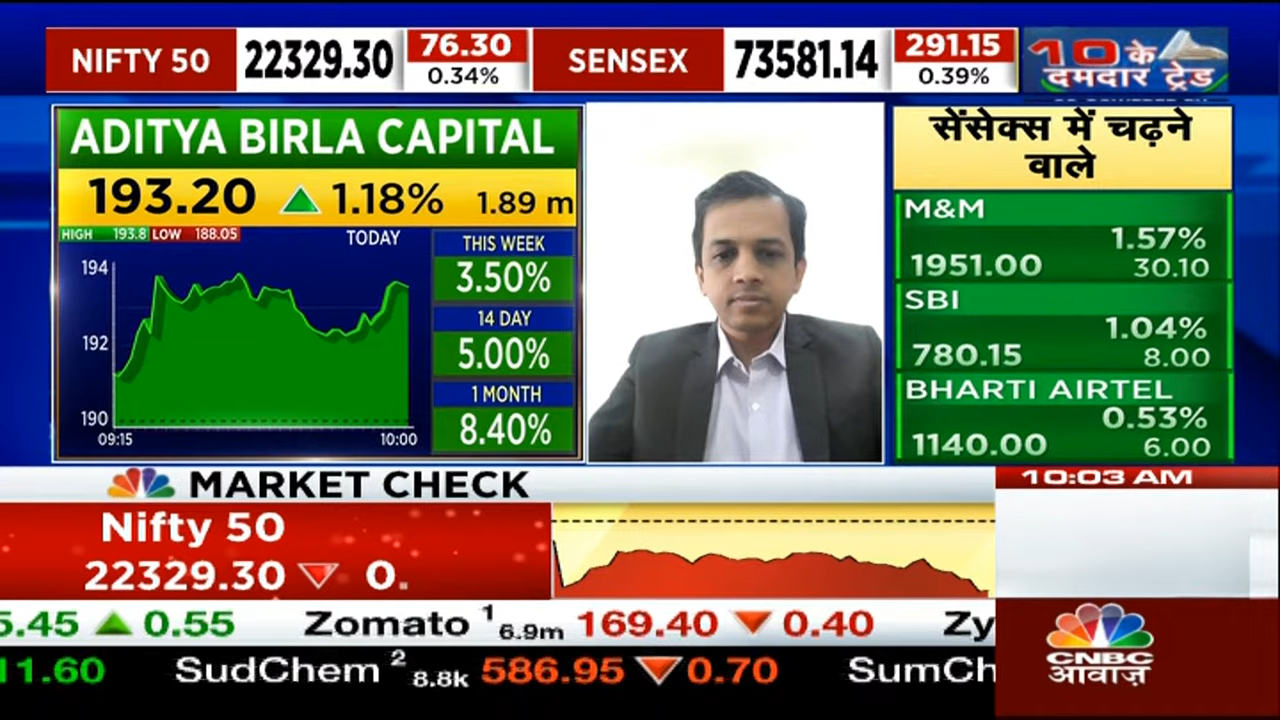 NIFTY 50
22329.30
76.30
0.34%
SENSEX
73581.14
291.15
0.39%
10 के
दमदार ट्रेड
ADITYA BIRLA CAPITAL
193.20 ▲ 1.18% 1.89 m
HIGH 193.8 LOW 188.05
TODAY
194
192
190
09:15 10:00
THIS WEEK
3.50%
14 DAY
5.00%
1 MONTH
8.40%
सेंसेक्स में चढ़ने
वाले
M&M
1.57%
1951.00 30.10
SBI
1.04%
780.15 8.00
BHARTI AIRTEL
0.53%
1140.00 6.00
MARKET CHECK
10:03 AM
Nifty 50
22329.30 ▼ 0.
5.45 ▲ 0.55 Zomato 1 6.9m 169.40 ▼ 0.40 Zy
11.60 SudChem 2 8.8k 586.95 ▼ 0.70 SumCh
CNBC
आवाज़